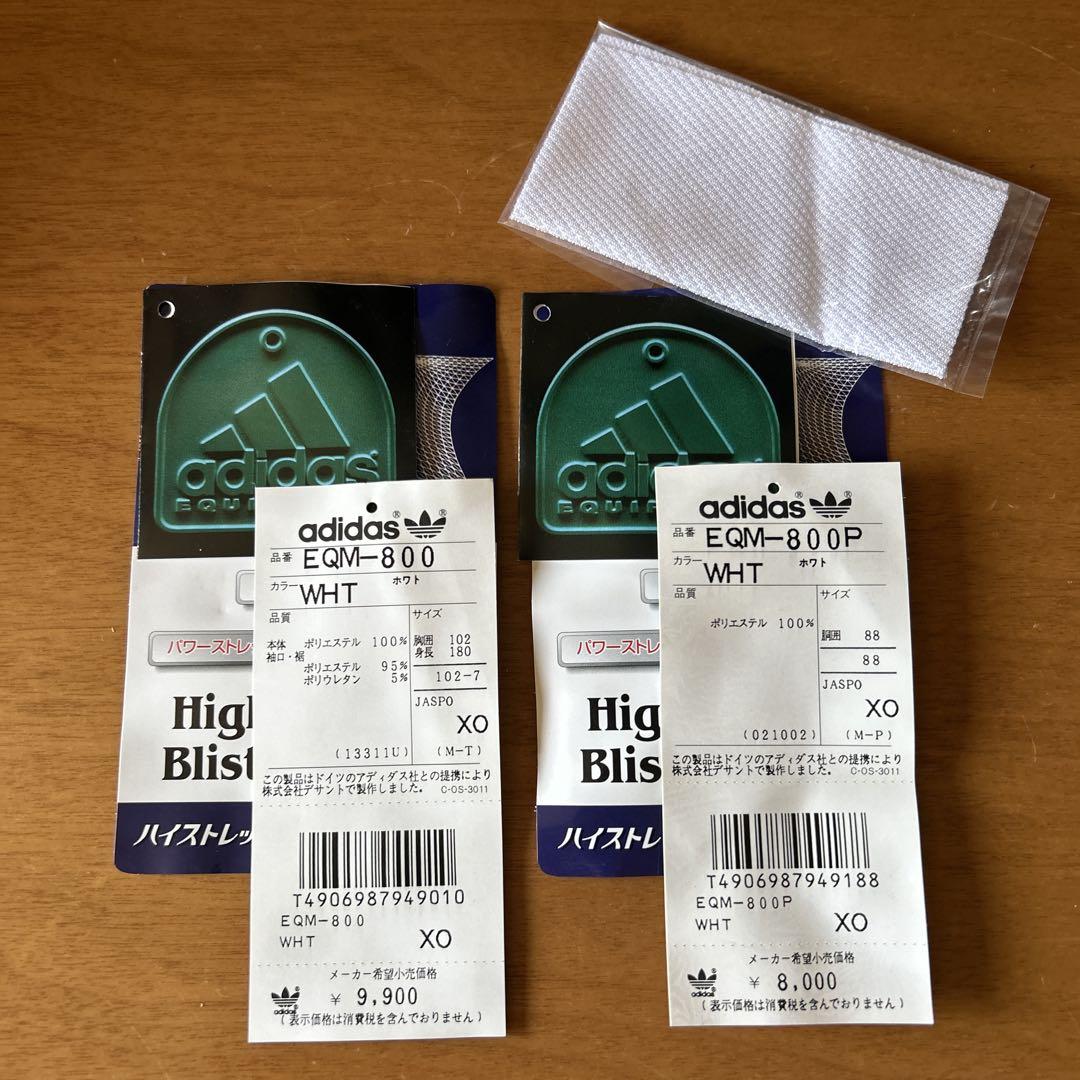 adidas®
EQUI
パワーストレッ
Hig
Blist
ハイストレッ
adidas® ®
品番 EQM-800
カラー WHT ホワト
品質
サイズ
本体 ポリエステル 100%
袖口・裾
ポリエステル 95%
ポリウレタン 5%
胸囲 102
身長 180
102-7
JASPO
XO
(13311U)
(M-T)
この製品はドイツのアディダス社との提携により
株式会社デサントで製作しました。 C-OS-3011
T4906987949010
EQM-800
WHT XO
メーカー希望小売価格
adidas
¥ 9,900
(表示価格は消費税を含んでおりません)
adidas
EQUIP
パワーストレ
Hig
Blis
ハイストレ
adidas® ®
品番 EQM-800P
カラー WHT ホワト
品質
サイズ
ポリエステル 100%
胴囲 88
88
JASPO
XO
(021002)
(M-P)
この製品はドイツのアディダス社との提携により
株式会社デサントで製作しました。 C-OS-3011
T4906987949188
EQM-800P
WHT XO
メーカー希望小売価格
adidas
¥ 8,000
(表示価格は消費税を含んでおりません)